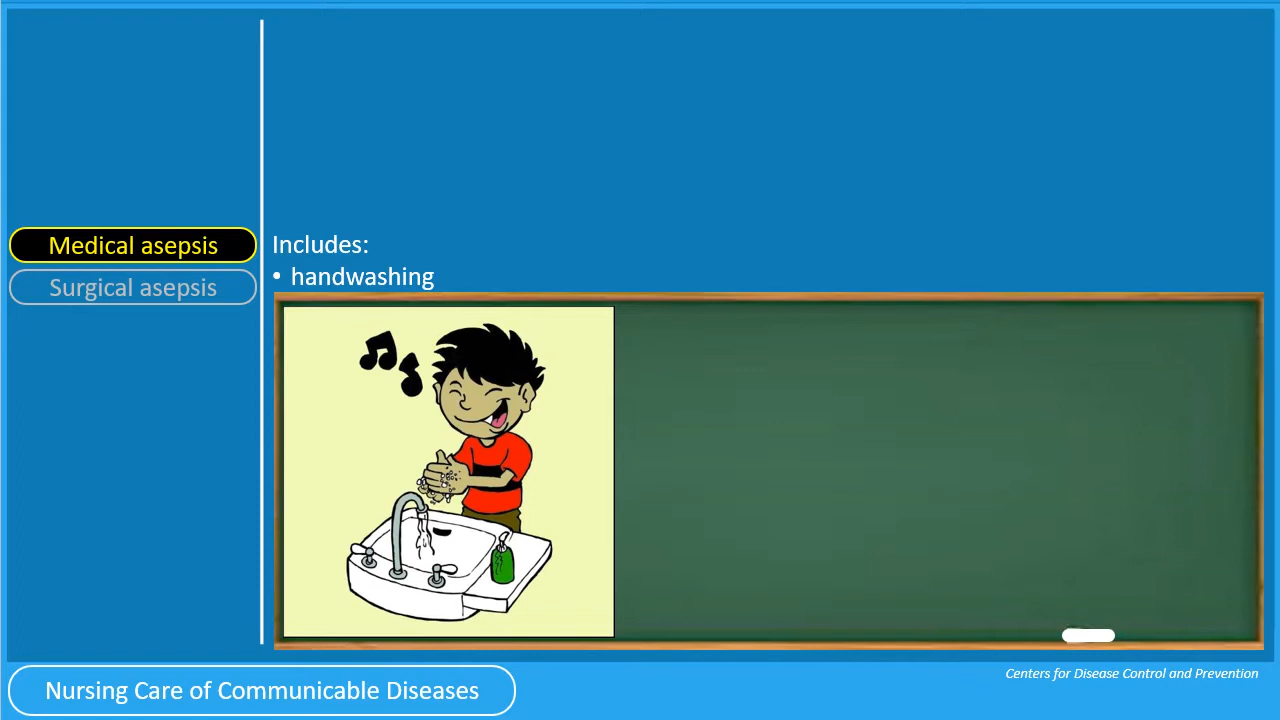 Medical asepsis
Surgical asepsis
Includes:
• handwashing
Nursing Care of Communicable Diseases
Centers for Disease Control and Prevention